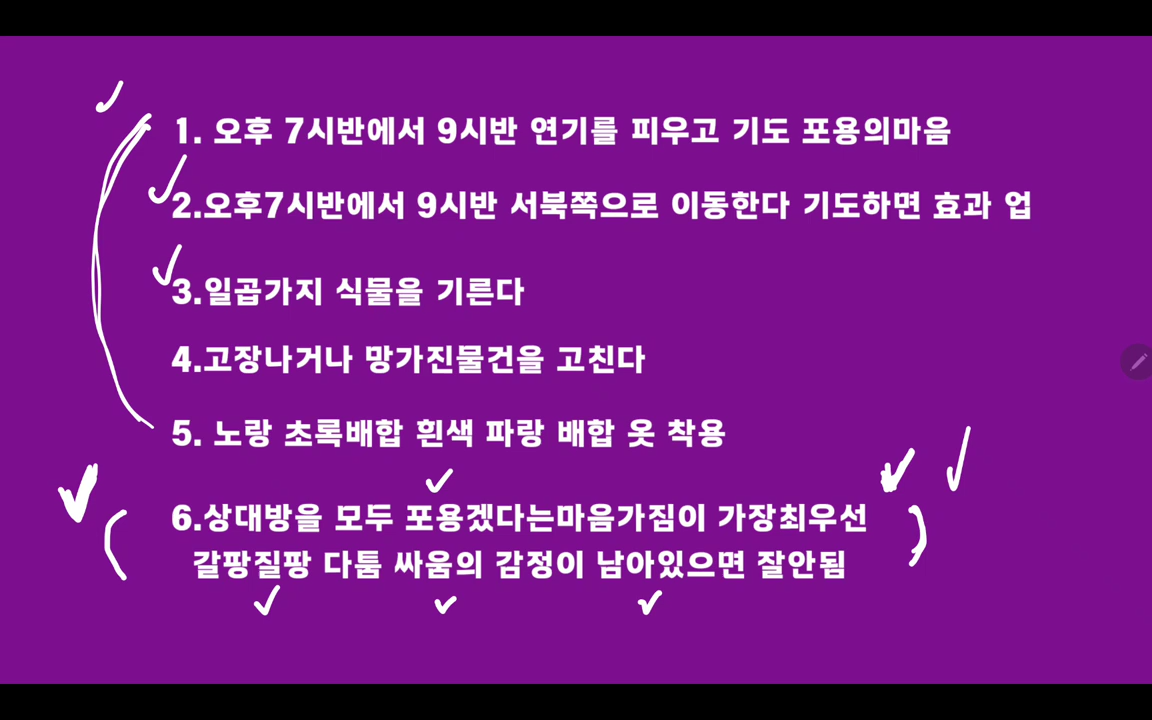 1. 오후 7시반에서 9시반 연기를 피우고 기도 포용의마음
2.오후7시반에서 9시반 서북쪽으로 이동한다 기도하면 효과 업
3.일곱가지 식물을 기른다
4.고장나거나 망가진물건을 고친다
5. 노랑 초록배합 흰색 파랑 배합 옷 착용
6.상대방을 모두 포용겠다는마음가짐이 가장최우선
갈팡질팡 다툼 싸움의 감정이 남아있으면 잘안됨